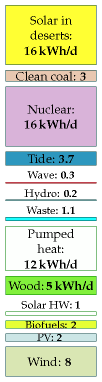 Solar in
deserts:
16 kWh/d
Clean coal: 3
Nuclear:
16 kWh/d
Tide: 3.7
Wave: 0.3
Hydro: 0.2
Waste: 1.1
Pumped
heat:
12 kWh/d
Wood: 5 kWh/d
Solar HW: 1
Biofuels: 2
PV: 2
Wind: 8